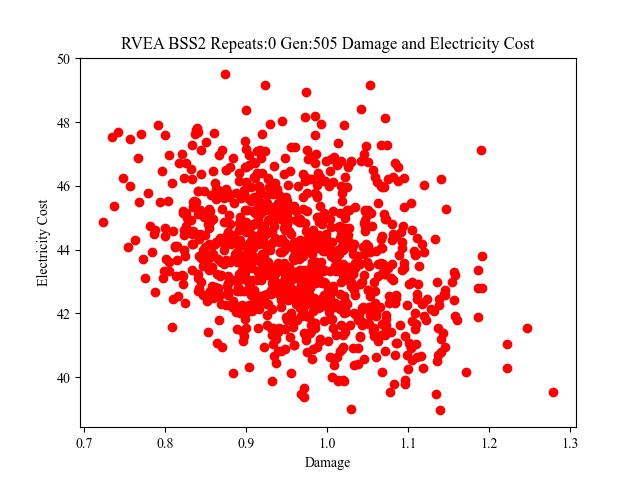 RVEA BSS2 Repeats:0 Gen:505 Damage and Electricity Cost
50
48
46
44
42
40
Electricity Cost
0.7 0.8 0.9 1.0 1.1 1.2 1.3
Damage